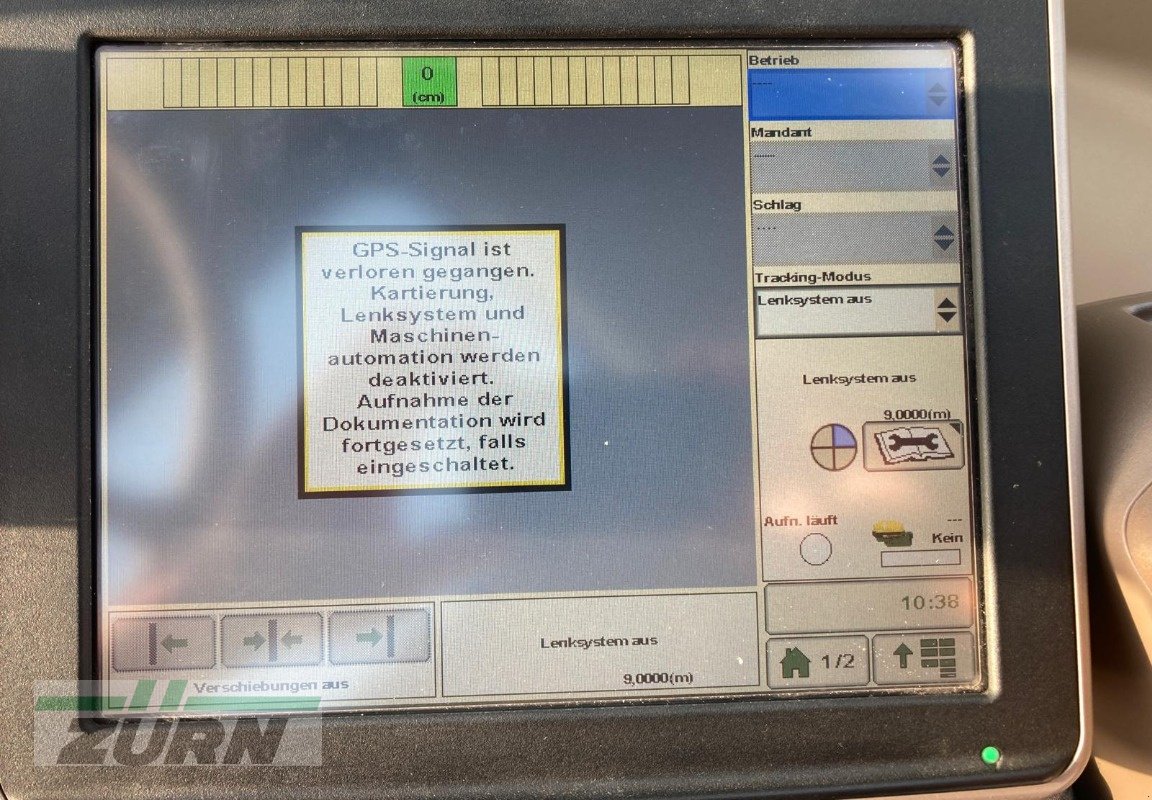 0
(cm)
Betrieb
----
Mandant
----
Schlag
----
Tracking-Modus
Lenksystem aus
GPS-Signal ist
verloren gegangen.
Kartierung,
Lenksystem und
Maschinen-
automation werden
deaktiviert.
Aufnahme der
Dokumentation wird
fortgesetzt, falls
eingeschaltet.
Lenksystem aus
9,0000(m)
Aufn. läuft
---
Kein
10:38
1/2
Verschiebungen aus
Lenksystem aus
9,0000(m)
ZÜRN